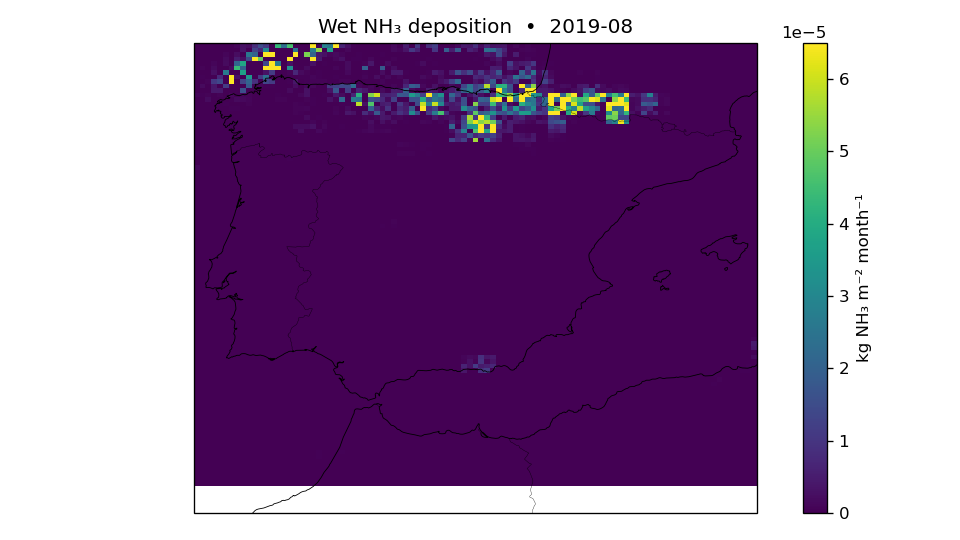 Wet NH₃ deposition • 2019-08
1e−5
6
5
4
3
2
1
0
kg NH₃ m⁻² month⁻¹